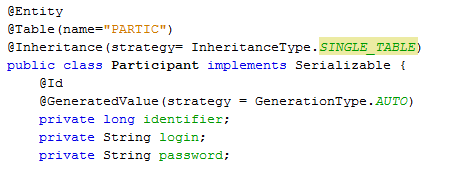 @Entity
@Table(name="PARTIC")
@Inheritance(strategy= InheritanceType.SINGLE_TABLE)
public class Participant implements Serializable {
@Id
@GeneratedValue(strategy = GenerationType.AUTO)
private long identifier;
private String login;
private String password;